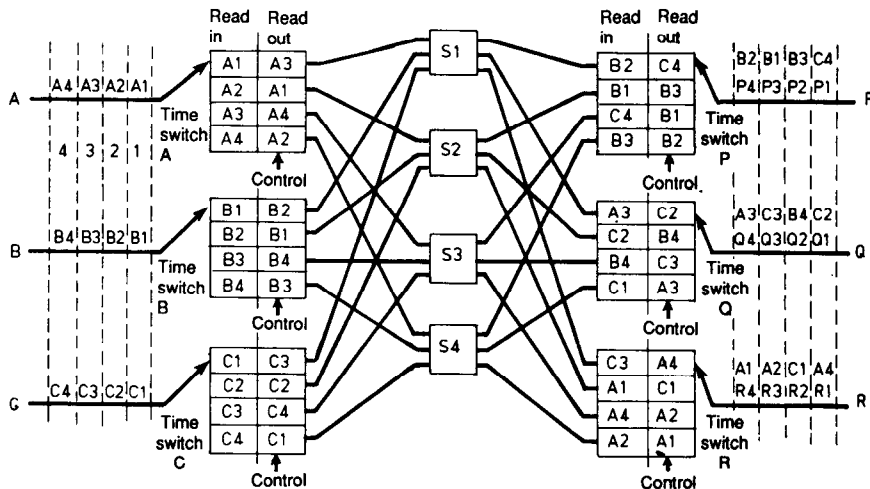 Read in
Read out
S1
Read in
Read out
A
A4 A3 A2 A1
4 3 2 1
Time switch A
A1 A3
A2 A1
A3 A4
A4 A2
Control
B
B4 B3 B2 B1
Time switch B
B1 B2
B2 B1
B3 B4
B4 B3
Control
C
C4 C3 C2 C1
Time switch C
C1 C3
C2 C2
C3 C4
C4 C1
Control
S2
S3
S4
B2 C4
B1 B3
C4 B1
B3 B2
Control
Time switch P
B2 B1 B3 C4
P4 P3 P2 P1
P
A3 C2
C2 B4
B4 C3
C1 A3
Control
Time switch Q
A3 C3 B4 C2
Q4 Q3 Q2 Q1
Q
C3 A4
A1 C1
A4 A2
A2 A1
Control
Time switch R
A1 A2 C1 A4
R4 R3 R2 R1
R